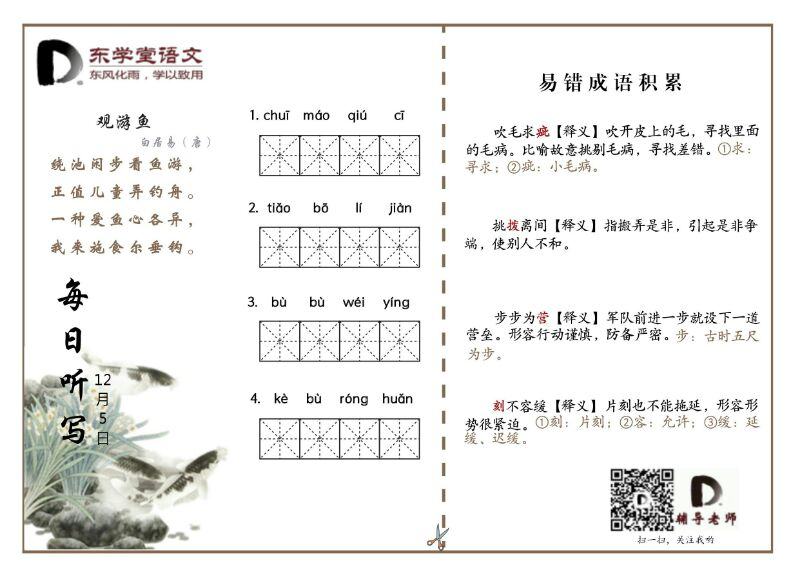 东学堂语文
东风化雨，学以致用
观游鱼
白居易（唐）
绕池闲步看鱼游，
正值儿童弄钓舟。
一种爱鱼心各异，
我来施食尔垂钩。
每日听写
12月5日
1. chuī máo qiú cī
2. tiǎo bō lí jiàn
3. bù bù wéi yíng
4. kè bù róng huǎn
易错成语积累
吹毛求疵【释义】吹开皮上的毛，寻找里面
的毛病。比喻故意挑剔毛病，寻找差错。①求：
寻求；②疵：小毛病。
挑拨离间【释义】指搬弄是非，引起是非争
端，使别人不和。
步步为营【释义】军队前进一步就设下一道
营垒。形容行动谨慎，防备严密。步：古时五尺
为步。
刻不容缓【释义】片刻也不能拖延，形容形
势很紧迫。①刻：片刻；②容：允许；③缓：延
缓、迟缓。
辅导老师
扫一扫，关注我哟